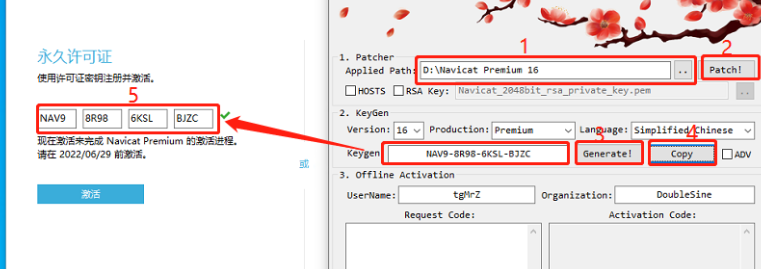 永久许可证
使用许可证密钥注册并激活。
5
NAV9 8R98 6KSL BJZC
现在激活来完成 Navicat Premium 的激活进程。
请在 2022/06/29 前激活。
或
激活
1 2
1. Patcher
Applied Path: D:\Navicat Premium 16 .. Patch!
HOSTS RSA Key: Navicat_2048bit_rsa_private_key.pem ..
2. KeyGen
Version: 16 Production: Premium Language: Simplified Chinese
3 4
Keygen NAV9-8R98-6KSL-BJZC Generate! Copy ADV
3. Offline Activation
UserName: tgMrZ Organization: DoubleSine
Request Code: Activation Code: